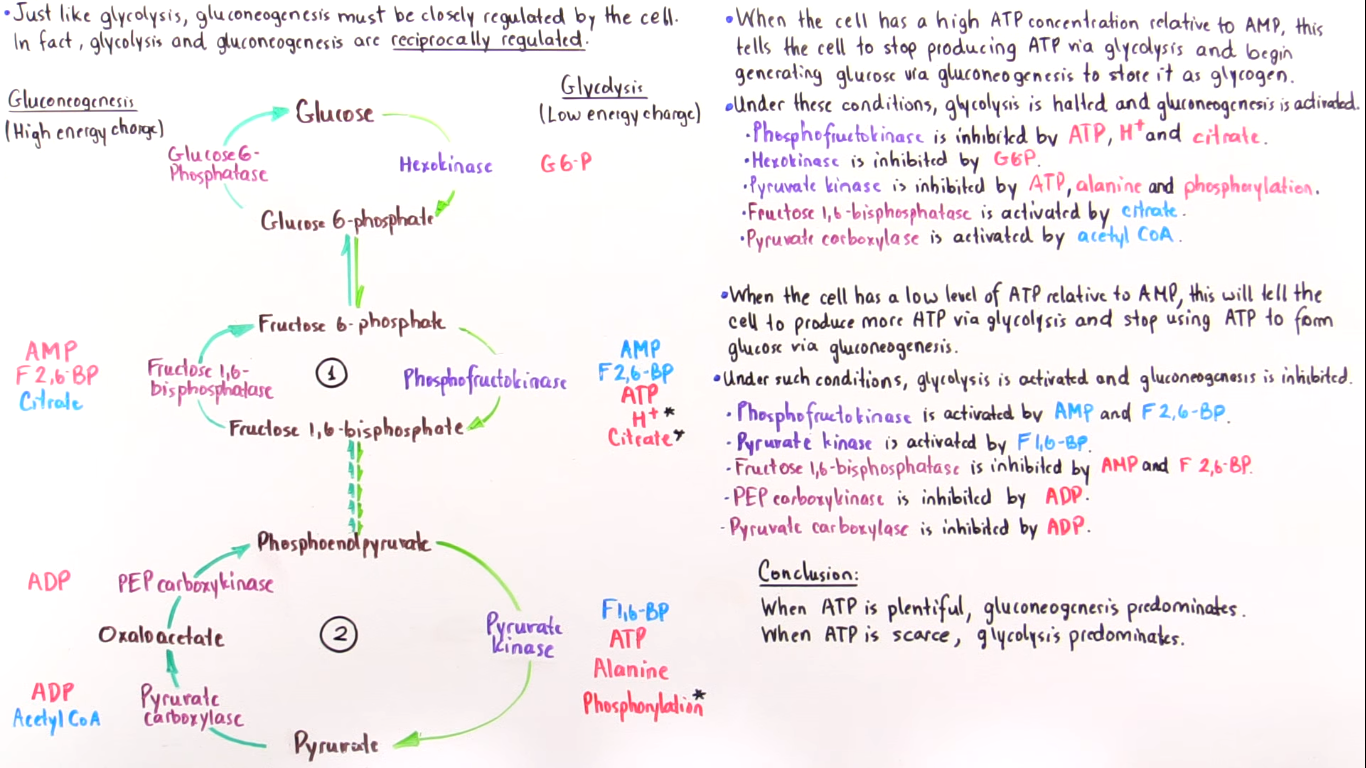 • Just like glycolysis, gluconeogenesis must be closely regulated by the cell.
In fact, glycolysis and gluconeogenesis are reciprocally regulated.
Gluconeogenesis
(High energy charge)
Glycolysis
(Low energy charge)
Glucose
Glucose 6-
Phosphatase
Hexokinase
G6-P
Glucose 6-phosphate
Fructose 6-phosphate
AMP
F 2,6-BP
Citrate
Fructose 1,6-
bisphosphatase
1
Phosphofructokinase
AMP
F 2,6-BP
ATP
H+*
Citrate*
Fructose 1,6-bisphosphate
Phosphoenolpyruvate
ADP
PEP carboxykinase
Oxaloacetate
2
Pyruvate
kinase
F1,6-BP
ATP
Alanine
Phosphorylation*
ADP
Acetyl CoA
Pyruvate
carboxylase
Pyruvate
• When the cell has a high ATP concentration relative to AMP, this
tells the cell to stop producing ATP via glycolysis and begin
generating glucose via gluconeogenesis to store it as glycogen.
• Under these conditions, glycolysis is halted and gluconeogenesis is activated.
• Phosphofructokinase is inhibited by ATP, H+ and citrate.
• Hexokinase is inhibited by G6P.
• Pyruvate kinase is inhibited by ATP, alanine and phosphorylation.
• Fructose 1,6-bisphosphatase is activated by citrate.
• Pyruvate carboxylase is activated by acetyl CoA.
• When the cell has a low level of ATP relative to AMP, this will tell the
cell to produce more ATP via glycolysis and stop using ATP to form
glucose via gluconeogenesis.
• Under such conditions, glycolysis is activated and gluconeogenesis is inhibited.
• Phosphofructokinase is activated by AMP and F 2,6-BP.
• Pyruvate kinase is activated by F1,6-BP.
- Fructose 1,6-bisphosphatase is inhibited by AMP and F 2,6-BP.
- PEP carboxykinase is inhibited by ADP.
- Pyruvate carboxylase is inhibited by ADP.
Conclusion:
When ATP is plentiful, gluconeogenesis predominates.
When ATP is scarce, glycolysis predominates.